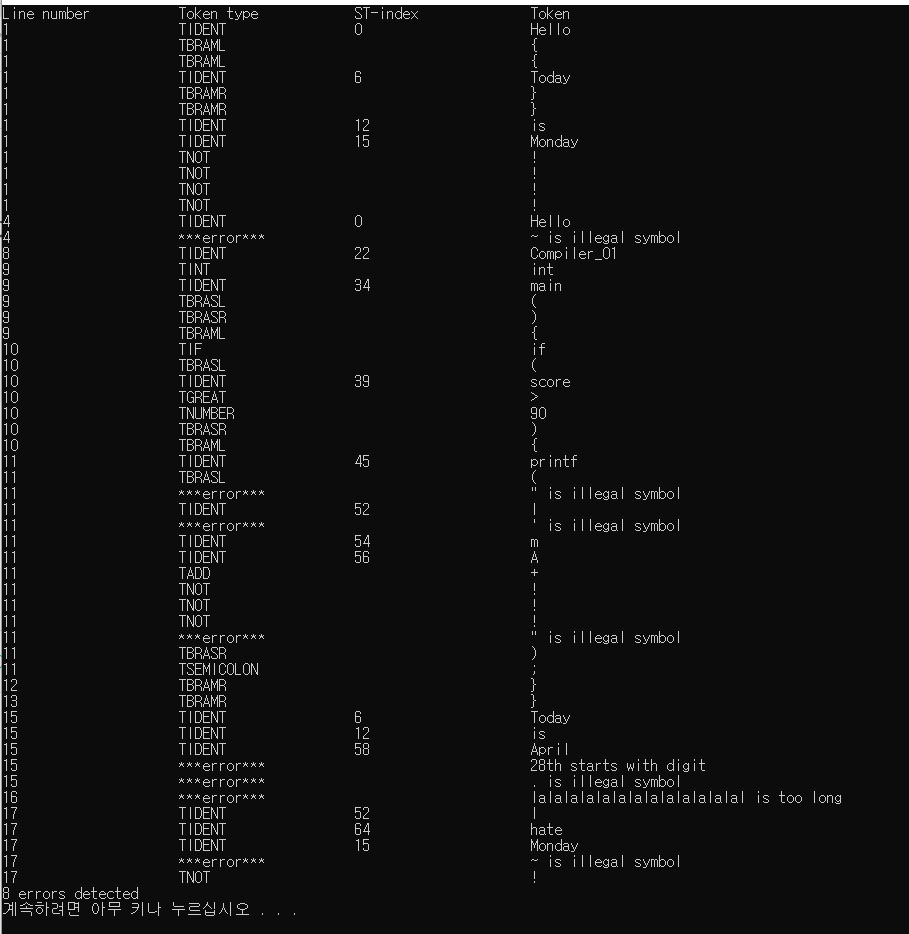 Line number Token type ST-index Token
1 TIDENT 0 Hello
1 TBRAML {
1 TBRAML {
1 TIDENT 6 Today
1 TBRAMR }
1 TBRAMR }
1 TIDENT 12 is
1 TIDENT 15 Monday
1 TNOT !
1 TNOT !
1 TNOT !
1 TNOT !
4 TIDENT 0 Hello
4 ***error*** ~ is illegal symbol
8 TIDENT 22 Compiler_01
9 TINT int
9 TIDENT 34 main
9 TBRASL (
9 TBRASR )
9 TBRAML {
10 TIF if
10 TBRASL (
10 TIDENT 39 score
10 TGREAT >
10 TNUMBER 90
10 TBRASR )
10 TBRAML {
11 TIDENT 45 printf
11 TBRASL (
11 ***error*** " is illegal symbol
11 TIDENT 52 I
11 ***error*** ' is illegal symbol
11 TIDENT 54 m
11 TIDENT 56 A
11 TADD +
11 TNOT !
11 TNOT !
11 TNOT !
11 ***error*** " is illegal symbol
11 TBRASR )
11 TSEMICOLON ;
12 TBRAMR }
13 TBRAMR }
15 TIDENT 6 Today
15 TIDENT 12 is
15 TIDENT 58 April
15 ***error*** 28th starts with digit
15 ***error*** . is illegal symbol
16 ***error*** lalalalalalalalalalalalal is too long
17 TIDENT 52 I
17 TIDENT 64 hate
17 TIDENT 15 Monday
17 ***error*** ~ is illegal symbol
17 TNOT !
8 errors detected
계속하려면 아무 키나 누르십시오 . . .